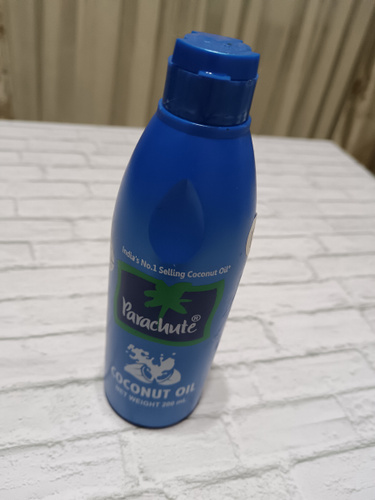 India's No.1 Selling Coconut Oil*
Parachute®
COCONUT OIL
NET WEIGHT 200 mL